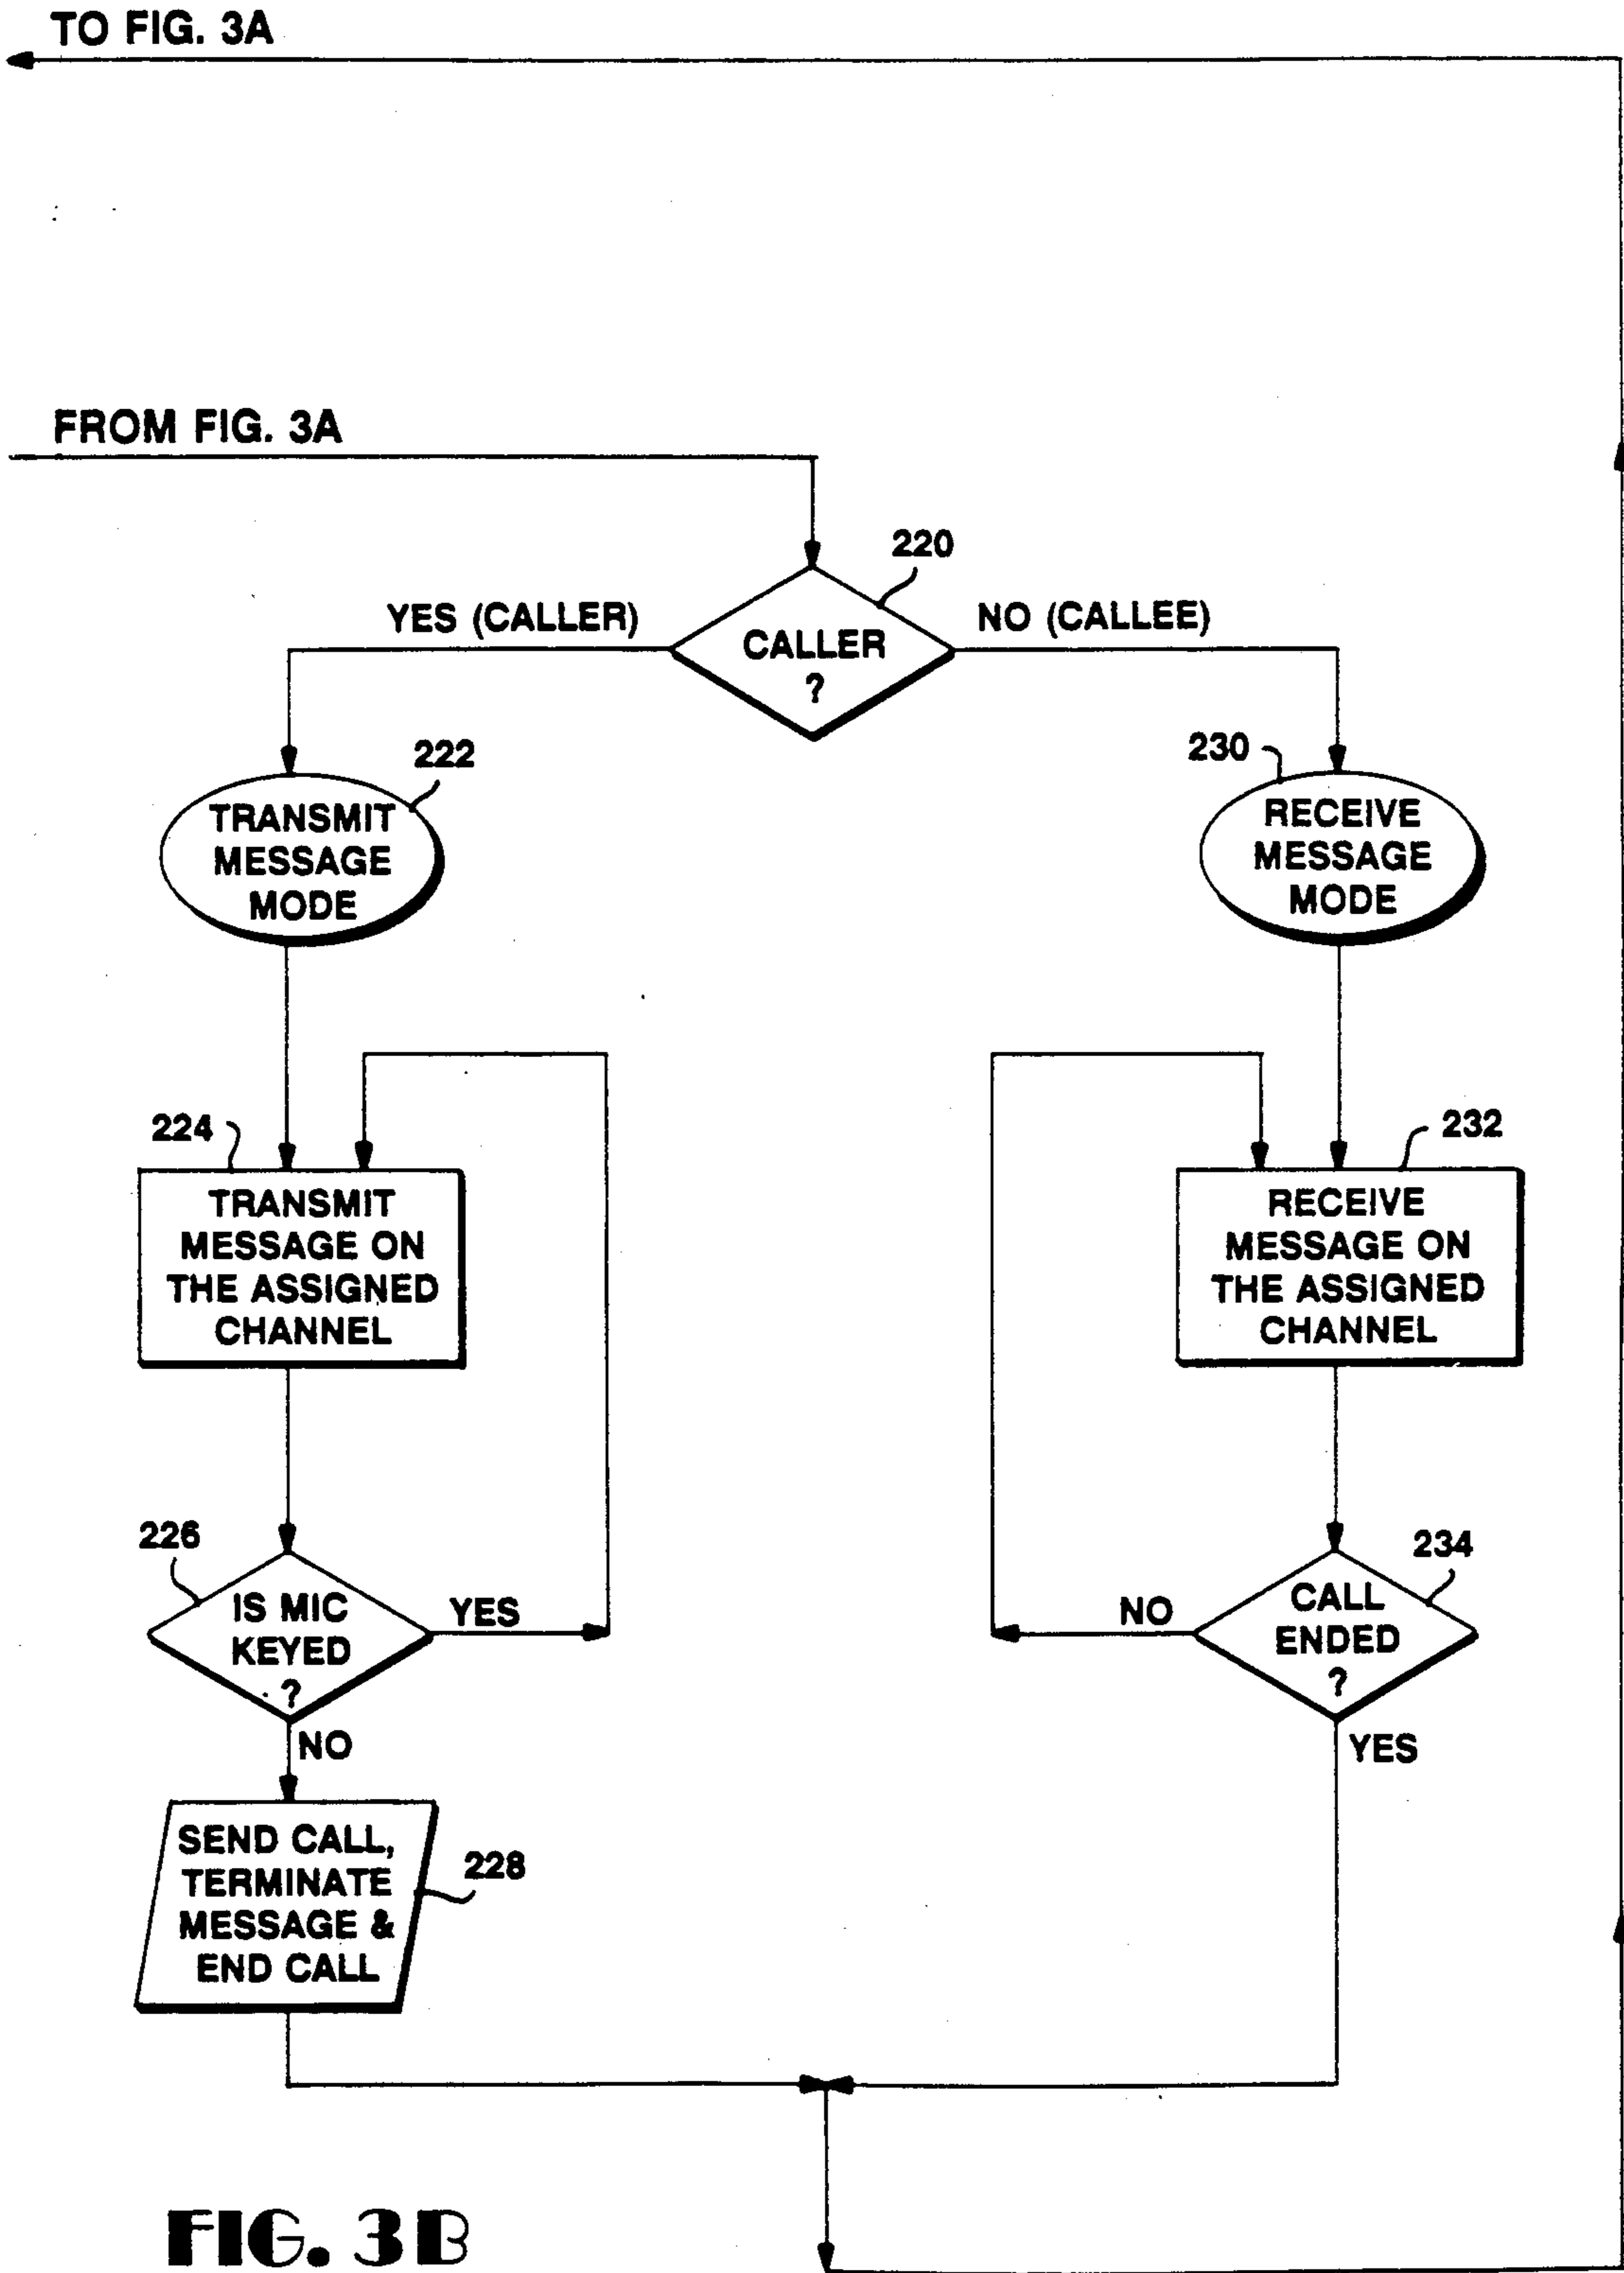 TO FIG. 3A
FROM FIG. 3A
220
YES (CALLER)
NO (CALLEE)
CALLER
?
222
TRANSMIT
MESSAGE
MODE
230
RECEIVE
MESSAGE
MODE
224
TRANSMIT
MESSAGE ON
THE ASSIGNED
CHANNEL
232
RECEIVE
MESSAGE ON
THE ASSIGNED
CHANNEL
226
IS MIC
KEYED
?
YES
NO
234
CALL
ENDED
?
NO
YES
SEND CALL,
TERMINATE
MESSAGE &
END CALL
228
FIG. 3B